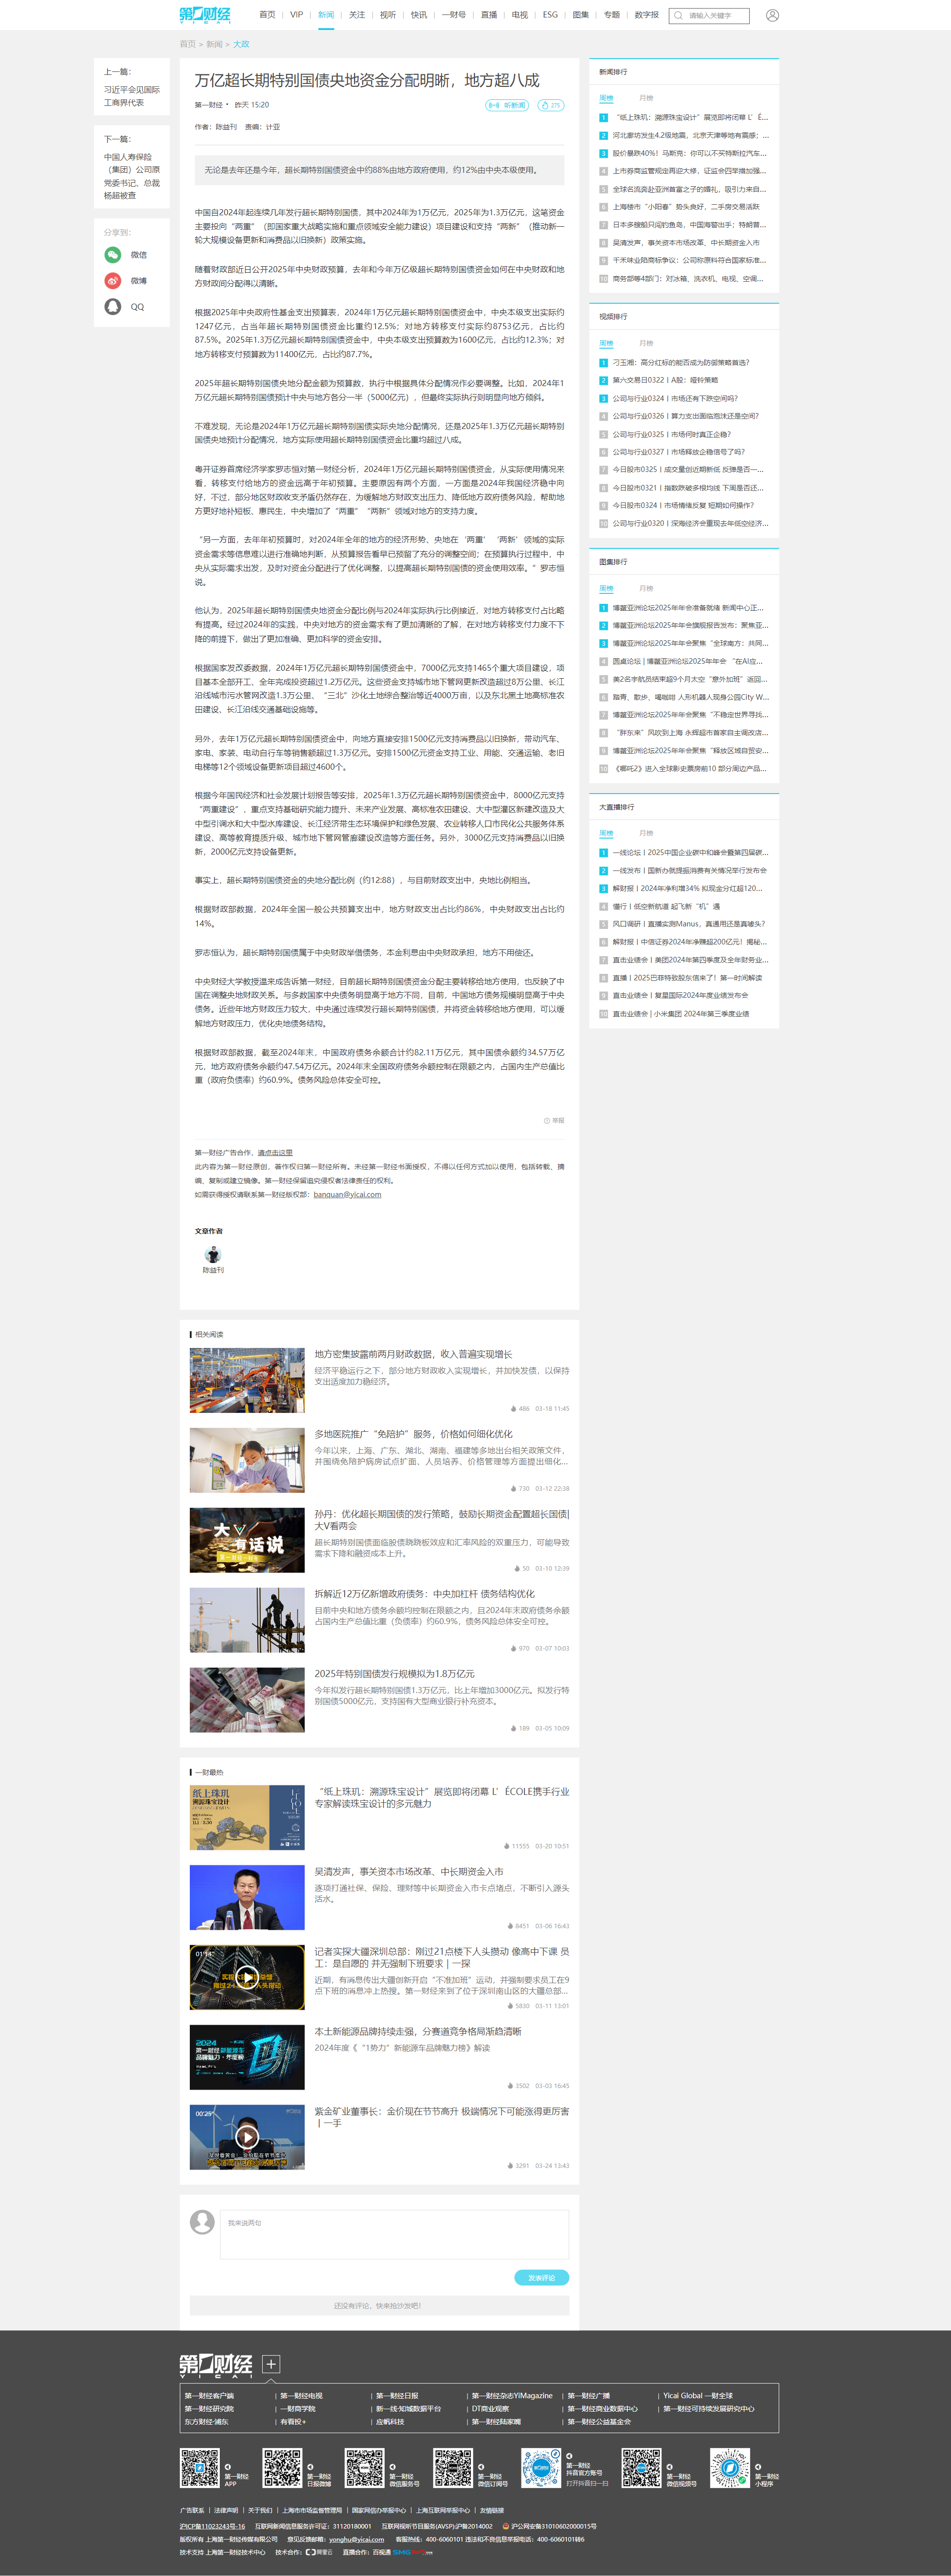 第一财经 YICAI
首页 | VIP | 新闻 | 关注 | 视听 | 快讯 | 一财号 | 直播 | 电视 | ESG | 图集 | 专题 | 数字报
请输入关键字
首页 > 新闻 > 大政
上一篇：
习近平会见国际
工商界代表
下一篇：
中国人寿保险
（集团）公司原
党委书记、总裁
杨超被查
分享到：
微信
微博
QQ
万亿超长期特别国债央地资金分配明晰，地方超八成
第一财经 • 昨天 15:20
听新闻
275
作者：陈益刊 责编：计亚
无论是去年还是今年，超长期特别国债资金中约88%由地方政府使用，约12%由中央本级使用。
中国自2024年起连续几年发行超长期特别国债，其中2024年为1万亿元，2025年为1.3万亿元，这笔资金
主要投向“两重”（即国家重大战略实施和重点领域安全能力建设）项目建设和支持“两新”（推动新一
轮大规模设备更新和消费品以旧换新）政策实施。
随着财政部近日公开2025年中央财政预算，去年和今年万亿级超长期特别国债资金如何在中央财政和地
方财政间分配得以清晰。
根据2025年中央政府性基金支出预算表，2024年1万亿元超长期特别国债资金中，中央本级支出实际约
1247亿元，占当年超长期特别国债资金比重约12.5%；对地方转移支付实际约8753亿元，占比约
87.5%。2025年1.3万亿元超长期特别国债资金中，中央本级支出预算数为1600亿元，占比约12.3%；对
地方转移支付预算数为11400亿元，占比约87.7%。
2025年超长期特别国债央地分配金额为预算数，执行中根据具体分配情况作必要调整。比如，2024年1
万亿元超长期特别国债预计中央与地方各分一半（5000亿元），但最终实际执行则明显向地方倾斜。
不难发现，无论是2024年1万亿元超长期特别国债实际央地分配情况，还是2025年1.3万亿元超长期特别
国债央地预计分配情况，地方实际使用超长期特别国债资金比重均超过八成。
粤开证券首席经济学家罗志恒对第一财经分析，2024年1万亿元超长期特别国债资金，从实际使用情况来
看，转移支付给地方的资金远高于年初预算。主要原因有两个方面，一方面是2024年我国经济稳中向
好，不过，部分地区财政收支矛盾仍然存在，为缓解地方财政支出压力、降低地方政府债务风险，帮助地
方更好地补短板、惠民生，中央增加了“两重”“两新”领域对地方的支持力度。
“另一方面，去年年初预算时，对2024年全年的地方的经济形势、央地在‘两重’‘两新’领域的实际
资金需求等信息难以进行准确地判断，从预算报告看早已预留了充分的调整空间；在预算执行过程中，中
央从实际需求出发，及时对资金分配进行了优化调整，以提高超长期特别国债的资金使用效率。”罗志恒
说。
他认为，2025年超长期特别国债央地资金分配比例与2024年实际执行比例接近，对地方转移支付占比略
有提高。经过2024年的实践，中央对地方的资金需求有了更加清晰的了解，在对地方转移支付力度不下
降的前提下，做出了更加准确、更加科学的资金安排。
根据国家发改委数据，2024年1万亿元超长期特别国债资金中，7000亿元支持1465个重大项目建设，项
目基本全部开工、全年完成投资超过1.2万亿元。这些资金支持城市地下管网更新改造超过8万公里、长江
沿线城市污水管网改造1.3万公里，“三北”沙化土地综合整治等近4000万亩，以及东北黑土地高标准农
田建设、长江沿线交通基础设施等。
另外，去年1万亿元超长期特别国债资金中，向地方直接安排1500亿元支持消费品以旧换新，带动汽车、
家电、家装、电动自行车等销售额超过1.3万亿元。安排1500亿元资金支持工业、用能、交通运输、老旧
电梯等12个领域设备更新项目超过4600个。
根据今年国民经济和社会发展计划报告等安排，2025年1.3万亿元超长期特别国债资金中，8000亿元支持
“两重建设”，重点支持基础研究能力提升、未来产业发展、高标准农田建设、大中型灌区新建改造及大
中型引调水和大中型水库建设、长江经济带生态环境保护和绿色发展、农业转移人口市民化公共服务体系
建设、高等教育提质升级、城市地下管网管廊建设改造等方面任务。另外，3000亿元支持消费品以旧换
新，2000亿元支持设备更新。
事实上，超长期特别国债资金的央地分配比例（约12:88），与目前财政支出中，央地比例相当。
根据财政部数据，2024年全国一般公共预算支出中，地方财政支出占比约86%，中央财政支出占比约
14%。
罗志恒认为，超长期特别国债属于中央财政举借债务，本金利息由中央财政承担，地方不用偿还。
中央财经大学教授温来成告诉第一财经，目前超长期特别国债资金分配主要转移给地方使用，也反映了中
国在调整央地财政关系。与多数国家中央债务明显高于地方不同，目前，中国地方债务规模明显高于中央
债务。近些年地方财政压力较大，中央通过连续发行超长期特别国债，并将资金转移给地方使用，可以缓
解地方财政压力，优化央地债务结构。
根据财政部数据，截至2024年末，中国政府债务余额合计约82.11万亿元，其中国债余额约34.57万亿
元，地方政府债务余额约47.54万亿元。2024年末全国政府债务余额控制在限额之内，占国内生产总值比
重（政府负债率）约60.9%。债务风险总体安全可控。
举报
第一财经广告合作，请点击这里
此内容为第一财经原创，著作权归第一财经所有。未经第一财经书面授权，不得以任何方式加以使用，包括转载、摘
编、复制或建立镜像。第一财经保留追究侵权者法律责任的权利。
如需获得授权请联系第一财经版权部：banquan@yicai.com
文章作者
陈益刊
相关阅读
地方密集披露前两月财政数据，收入普遍实现增长
经济平稳运行之下，部分地方财政收入实现增长，并加快发债，以保持
支出适度加力稳经济。
486 03-18 11:45
多地医院推广“免陪护”服务，价格如何细化优化
今年以来，上海、广东、湖北、湖南、福建等多地出台相关政策文件，
并围绕免陪护病房试点扩面、人员培养、价格管理等方面提出细化...
730 03-12 22:38
大V有话说
孙丹：优化超长期国债的发行策略，鼓励长期资金配置超长国债|
大V看两会
超长期特别国债面临股债跷跷板效应和汇率风险的双重压力，可能导致
需求下降和融资成本上升。
50 03-10 12:39
拆解近12万亿新增政府债务：中央加杠杆 债务结构优化
目前中央和地方债务余额均控制在限额之内，且2024年末政府债务余额
占国内生产总值比重（负债率）约60.9%，债务风险总体安全可控。
970 03-07 10:03
2025年特别国债发行规模拟为1.8万亿元
今年拟发行超长期特别国债1.3万亿元，比上年增加3000亿元。拟发行特
别国债5000亿元，支持国有大型商业银行补充资本。
189 03-05 10:09
一财最热
纸上珠玑
溯源珠宝设计
“纸上珠玑：溯源珠宝设计”展览即将闭幕 L’ÉCOLE携手行业
专家解读珠宝设计的多元魅力
11555 03-20 10:51
吴清发声，事关资本市场改革、中长期资金入市
逐项打通社保、保险、理财等中长期资金入市卡点堵点，不断引入源头
活水。
8451 03-06 16:43
01'14"
记者实探大疆深圳总部：刚过21点楼下人头攒动 像高中下课 员
工：是自愿的 并无强制下班要求｜一探
近期，有消息传出大疆创新开启“不准加班”运动，并强制要求员工在9
点下班的消息冲上热搜。第一财经来到了位于深圳南山区的大疆总部...
5830 03-11 13:01
2024
第一财经新能源车
品牌魅力·年度榜
本土新能源品牌持续走强，分赛道竞争格局渐趋清晰
2024年度《“1势力”新能源车品牌魅力榜》解读
3502 03-03 16:45
00'25"
紫金矿业董事长：金价现在节节高升 极端情况下可能涨得更厉害
｜一手
3291 03-24 13:43
我来说两句
发表评论
还没有评论，快来抢沙发吧！
新闻排行
周榜 月榜
1 “纸上珠玑：溯源珠宝设计”展览即将闭幕 L’ÉC...
2 河北廊坊发生4.2级地震，北京天津等地有震感：...
3 股价暴跌40%！马斯克：你可以不买特斯拉汽车...
4 上市券商监管规定再迎大修，证监会四举措加强...
5 全球名流奔赴亚洲首富之子的婚礼，吸引力来自...
6 上海楼市“小阳春”势头良好，二手房交易活跃
7 日本多艘船只闯钓鱼岛，中国海警出手；特朗普...
8 吴清发声，事关资本市场改革、中长期资金入市
9 千禾味业陷商标争议：公司称原料符合国家标准...
10 商务部等4部门：对冰箱、洗衣机、电视、空调...
视频排行
周榜 月榜
1 刁玉湘：高分红标的能否成为防御策略首选？
2 第六交易日0322丨A股：哑铃策略
3 公司与行业0324丨市场还有下跌空间吗？
4 公司与行业0326丨算力支出面临泡沫还是空间？
5 公司与行业0325丨市场何时真正企稳？
6 公司与行业0327丨市场释放企稳信号了吗？
7 今日股市0325丨成交量创近期新低 反弹是否一...
8 今日股市0321丨指数跌破多根均线 下周是否还...
9 今日股市0324丨市场情绪反复 短期如何操作？
10 公司与行业0320丨深海经济会重现去年低空经济...
图集排行
周榜 月榜
1 博鳌亚洲论坛2025年年会准备就绪 新闻中心正...
2 博鳌亚洲论坛2025年年会旗舰报告发布：聚焦亚...
3 博鳌亚洲论坛2025年年会聚焦“全球南方：共同...
4 圆桌论坛 | 博鳌亚洲论坛2025年年会 “在AI应...
5 美2名宇航员结束超9个月太空“意外加班”返回...
6 踏青、散步、喝咖啡 人形机器人现身公园City W...
7 博鳌亚洲论坛2025年年会聚焦“不稳定世界寻找...
8 “胖东来”风吹到上海 永辉超市首家自主调改店...
9 博鳌亚洲论坛2025年年会聚焦“释放区域自贸安...
10 《哪吒2》进入全球影史票房前10 部分周边产品...
大直播排行
周榜 月榜
1 一线论坛丨2025中国企业碳中和峰会暨第四届碳...
2 一线发布丨国新办就提振消费有关情况举行发布会
3 解财报丨2024年净利增34% 拟现金分红超120...
4 懂行丨低空新航道 起飞新“机”遇
5 风口调研丨直播实测Manus，真通用还是真噱头？
6 解财报丨中信证券2024年净赚超200亿元！揭秘...
7 直击业绩会丨美团2024年第四季度及全年财务业...
8 直播丨2025巴菲特致股东信来了！第一时间解读
9 直击业绩会丨复星国际2024年度业绩发布会
10 直击业绩会 | 小米集团 2024年第三季度业绩
第一财经 YICAI
第一财经客户端 | 第一财经电视 | 第一财经日报 | 第一财经杂志YiMagazine | 第一财经广播 | Yicai Global 一财全球
第一财经研究院 | 一财商学院 | 新一线·知城数据平台 | DT商业观察 | 第一财经商业数据中心 | 第一财经可持续发展研究中心
东方财经·浦东 | 有看投+ | 应帆科技 | 第一财经陆家嘴 | 第一财经公益基金会
第一财经
APP
第一财经
日报微博
第一财经
微信服务号
第一财经
微信订阅号
第一财经
抖音官方账号
打开抖音扫一扫
第一财经
微信视频号
第一财经
小程序
广告联系 | 法律声明 | 关于我们 | 上海市市场监督管理局 | 国家网信办举报中心 | 上海互联网举报中心 | 友情链接
沪ICP备11023243号-16 互联网新闻信息服务许可证：31120180001 互联网视听节目服务(AVSP):沪备2014002 沪公网安备31010602000015号
版权所有 上海第一财经传媒有限公司 意见反馈邮箱：yonghu@yicai.com 客服热线：400-6060101 违法和不良信息举报电话：400-6060101转6
技术支持 上海第一财经技术中心 技术合作： 阿里云 直播合作：百视通 SMG